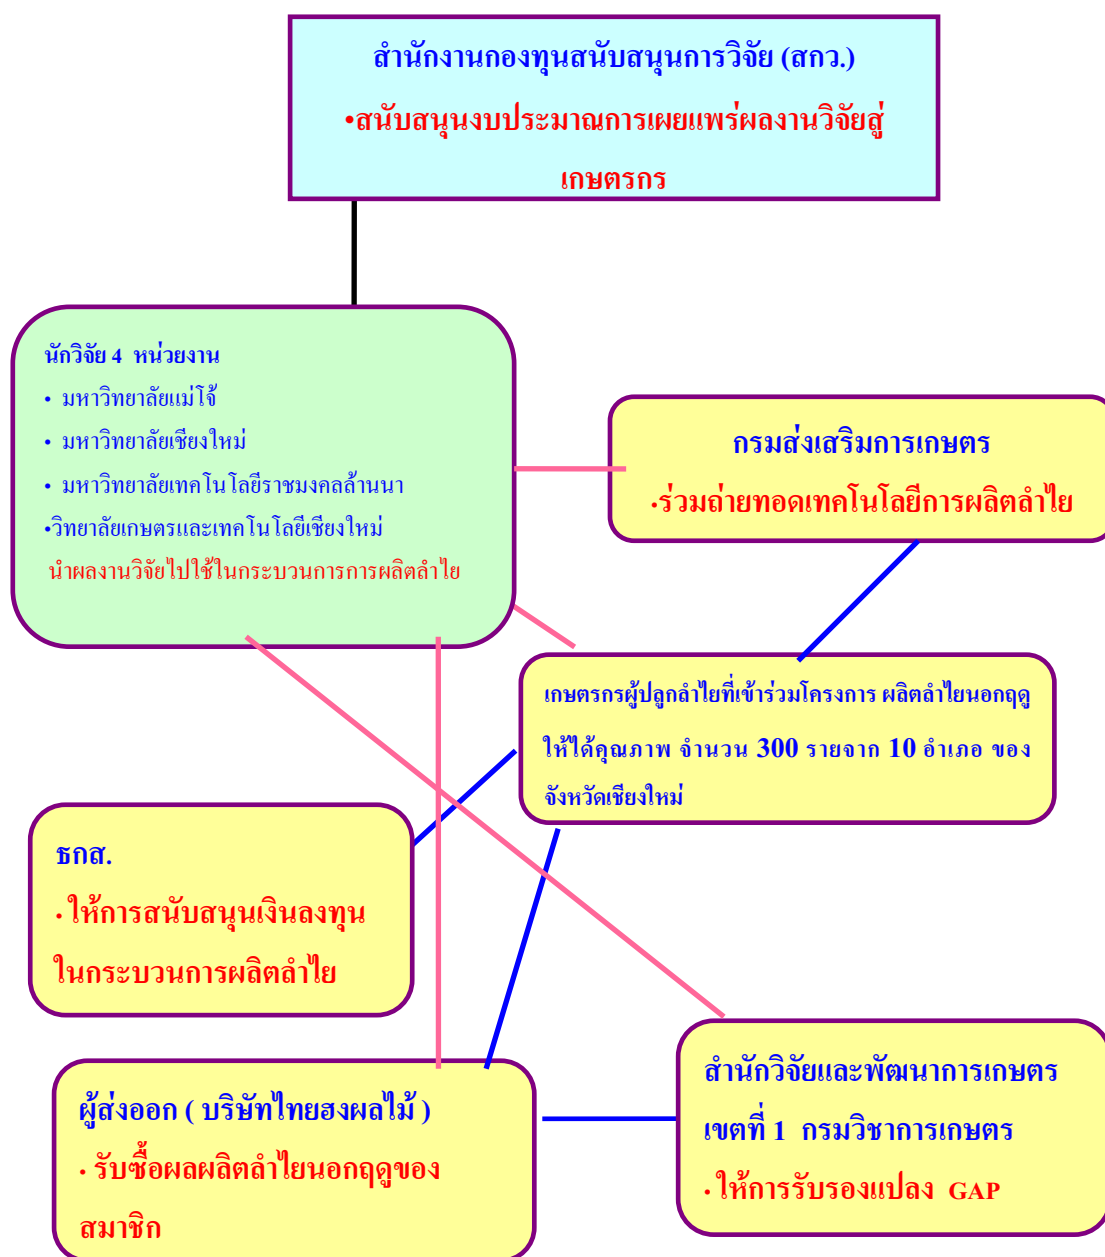 สำนักงานกองทุนสนับสนุนการวิจัย (สกว.)
•สนับสนุนงบประมาณการเผยแพร่ผลงานวิจัยสู่
เกษตรกร
นักวิจัย 4 หน่วยงาน
• มหาวิทยาลัยแม่โจ้
• มหาวิทยาลัยเชียงใหม่
• มหาวิทยาลัยเทคโนโลยีราชมงคลล้านนา
•วิทยาลัยเกษตรและเทคโนโลยีเชียงใหม่
นำผลงานวิจัยไปใช้ในกระบวนการการผลิตลำไย
กรมส่งเสริมการเกษตร
•ร่วมถ่ายทอดเทคโนโลยีการผลิตลำไย
เกษตรกรผู้ปลูกลำไยที่เข้าร่วมโครงการ ผลิตลำไยนอกฤดู
ให้ได้คุณภาพ จำนวน 300 รายจาก 10 อำเภอ ของ
จังหวัดเชียงใหม่
ธกส.
• ให้การสนับสนุนเงินลงทุน
ในกระบวนการผลิตลำไย
ผู้ส่งออก ( บริษัทไทยฮงผลไม้ )
• รับซื้อผลผลิตลำไยนอกฤดูของ
สมาชิก
สำนักวิจัยและพัฒนาการเกษตร
เขตที่ 1 กรมวิชาการเกษตร
• ให้การรับรองแปลง GAP